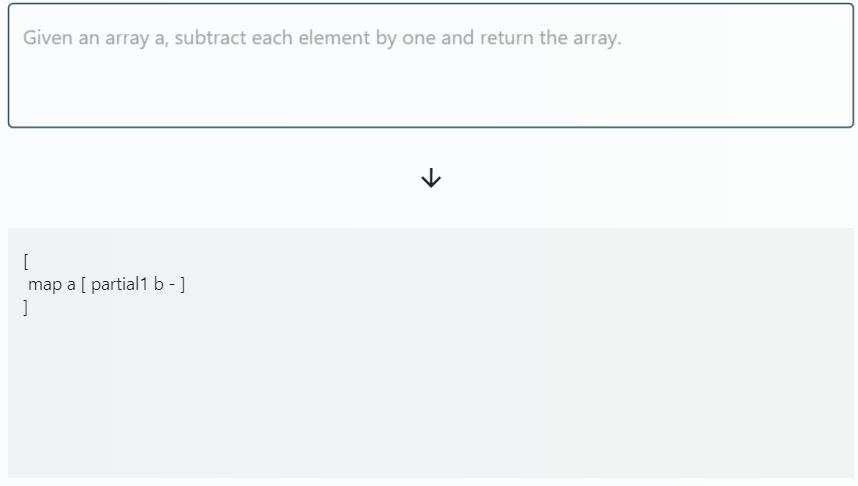 Given an array a, subtract each element by one and return the array.
↓
[
map a [ partial1 b - ]
]